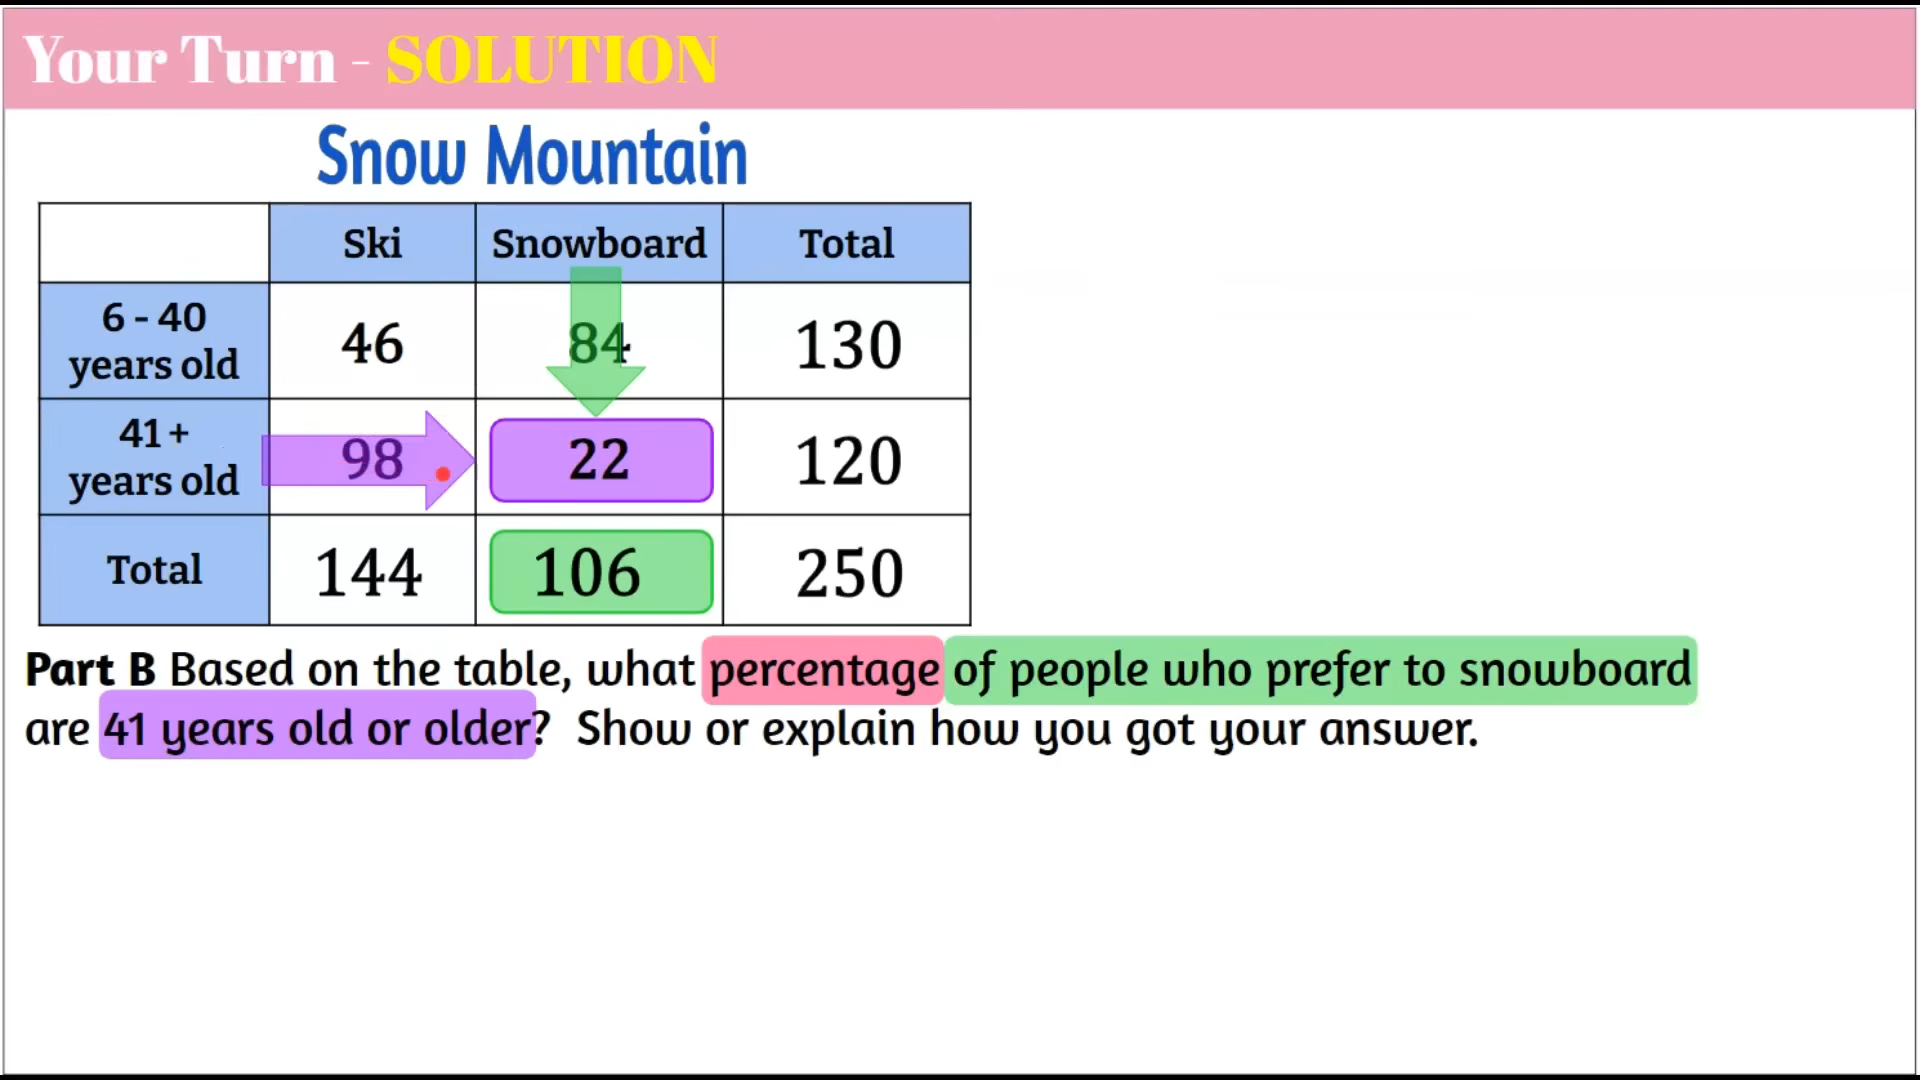 Your Turn - SOLUTION
Snow Mountain
Ski Snowboard Total
6 - 40
years old
46 84 130
41 +
years old
98 22 120
Total 144 106 250
Part B Based on the table, what percentage of people who prefer to snowboard
are 41 years old or older? Show or explain how you got your answer.